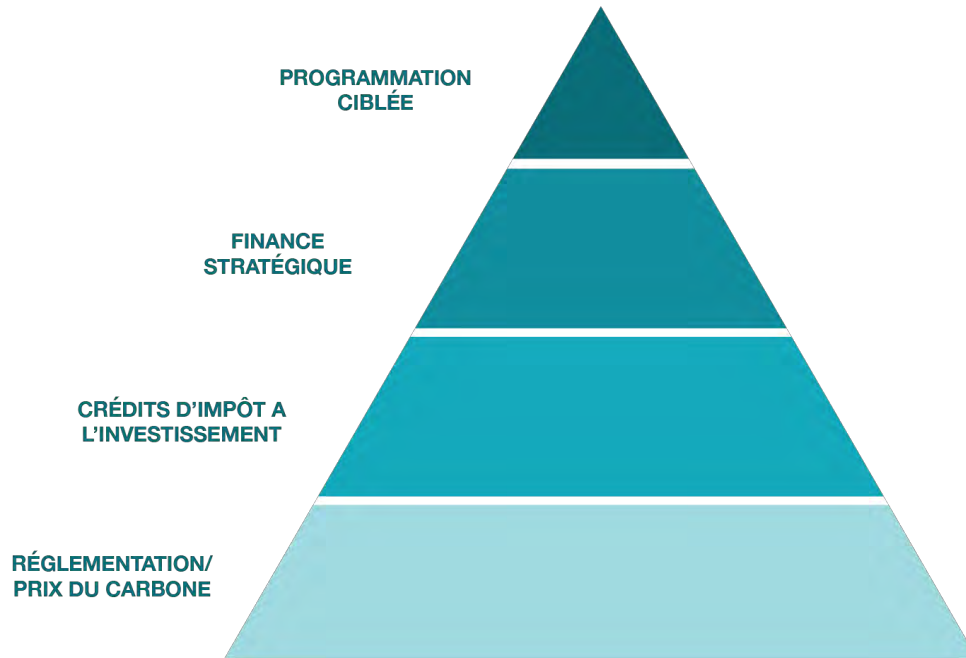 PROGRAMMATION
CIBLÉE
FINANCE
STRATÉGIQUE
CRÉDITS D'IMPÔT A
L'INVESTISSEMENT
RÉGLEMENTATION/
PRIX DU CARBONE